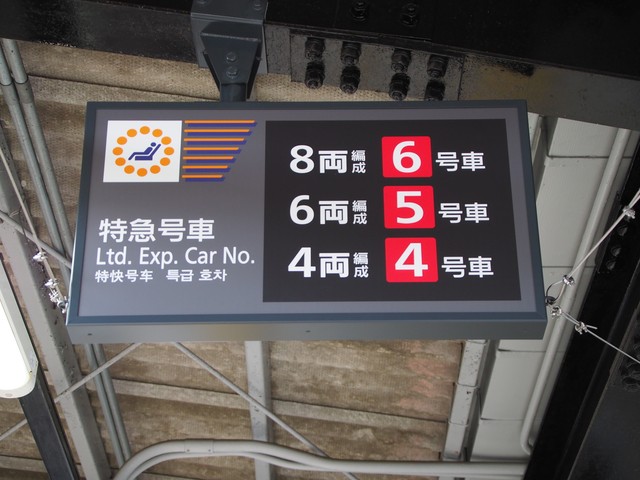 特急号車
Ltd. Exp. Car No.
特快号车 특급 호차
8両編成 6号車
6両編成 5号車
4両編成 4号車